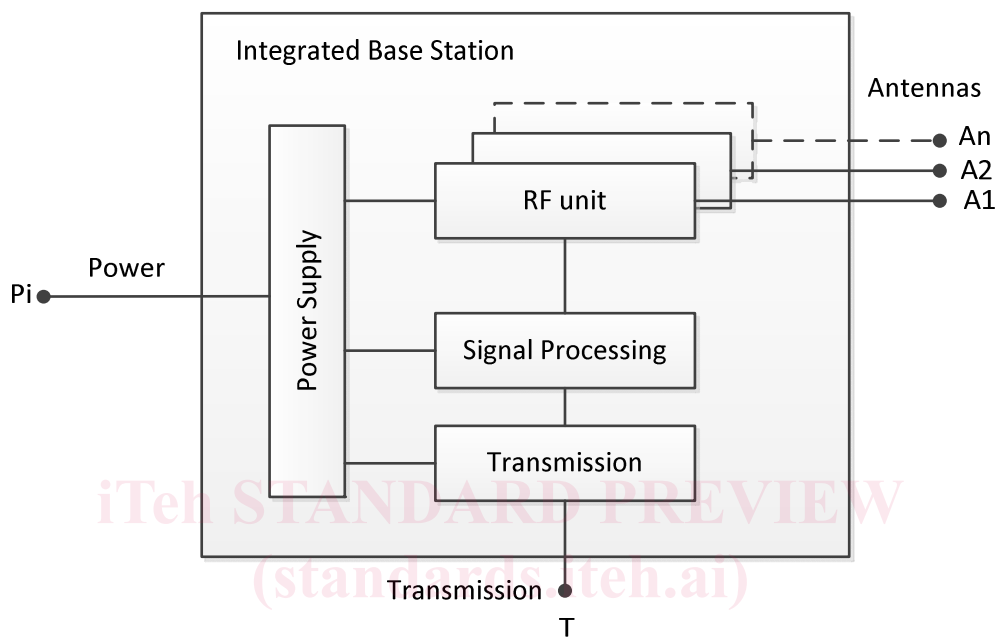 Integrated Base Station
Antennas
An
A2
A1
RF unit
Power
Pi
Power Supply
Signal Processing
Transmission
iTeh STANDARD PREVIEW
(standards.iteh.ai)
Transmission
T